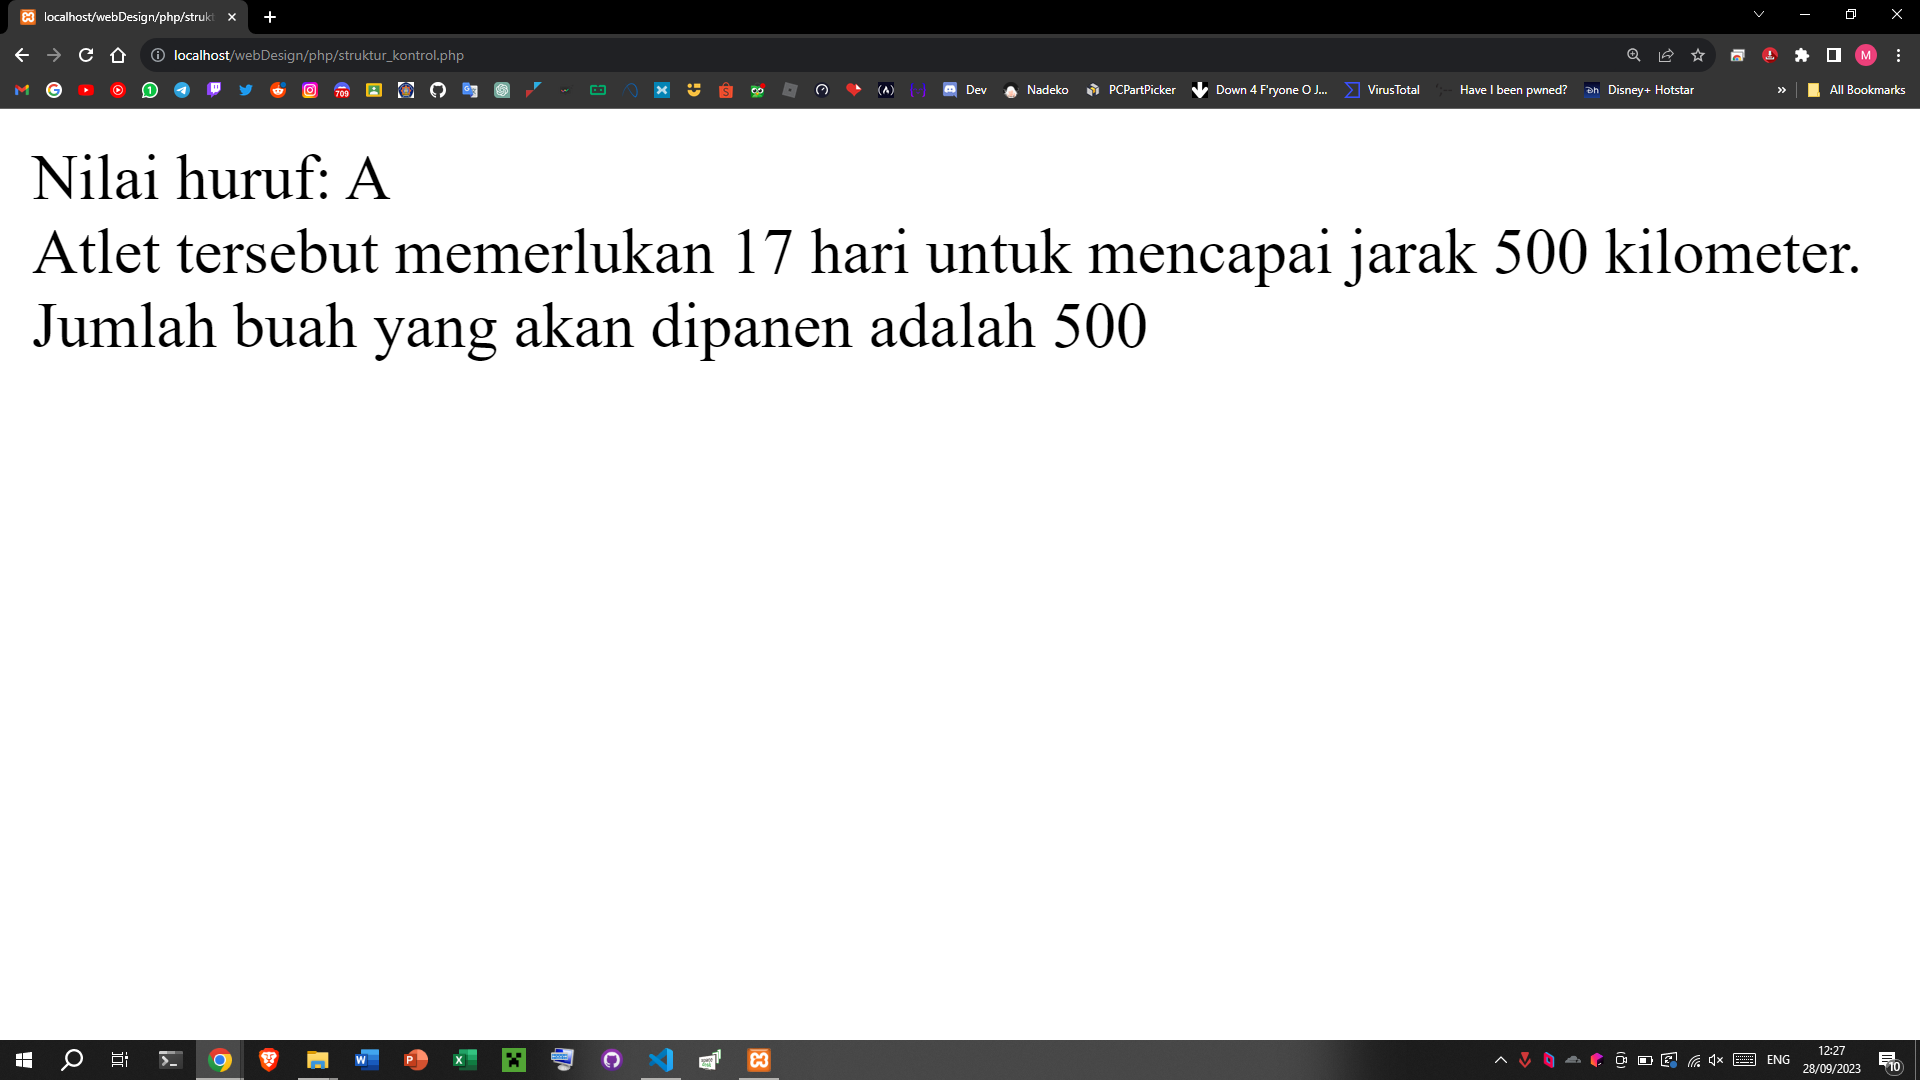 localhost/webDesign/php/strukt
localhost/webDesign/php/struktur_kontrol.php
M
709
Dev
Nadeko
PCPartPicker
Down 4 F'ryone O J...
VirusTotal
Have I been pwned?
Disney+ Hotstar
All Bookmarks
Nilai huruf: A
Atlet tersebut memerlukan 17 hari untuk mencapai jarak 500 kilometer.
Jumlah buah yang akan dipanen adalah 500
ENG
12:27
28/09/2023
10